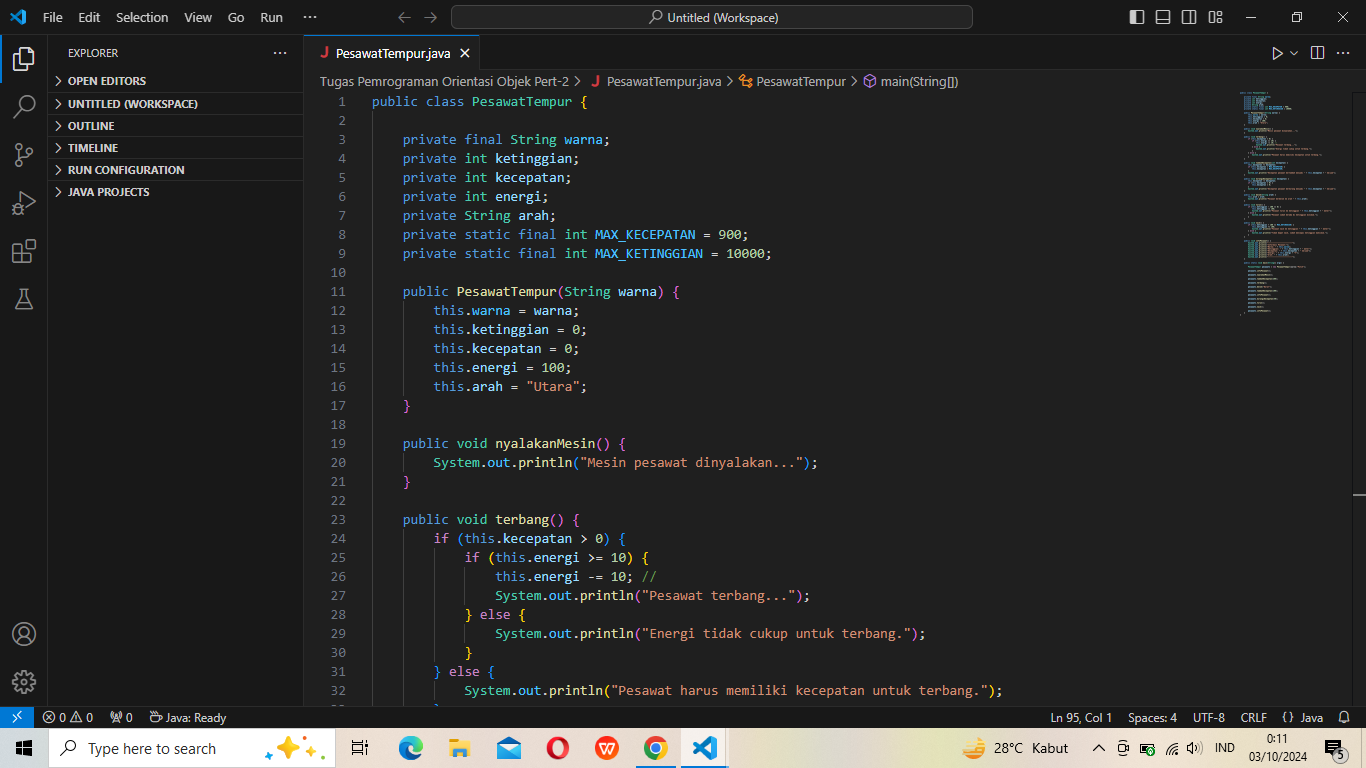 File Edit Selection View Go Run ··· Untitled (Workspace)
EXPLORER ···
OPEN EDITORS
UNTITLED (WORKSPACE)
OUTLINE
TIMELINE
RUN CONFIGURATION
JAVA PROJECTS
J PesawatTempur.java ×
Tugas Pemrograman Orientasi Objek Pert-2 > J PesawatTempur.java > PesawatTempur > main(String[])
1 public class PesawatTempur {
2
3     private final String warna;
4     private int ketinggian;
5     private int kecepatan;
6     private int energi;
7     private String arah;
8     private static final int MAX_KECEPATAN = 900;
9     private static final int MAX_KETINGGIAN = 10000;
10
11     public PesawatTempur(String warna) {
12         this.warna = warna;
13         this.ketinggian = 0;
14         this.kecepatan = 0;
15         this.energi = 100;
16         this.arah = "Utara";
17     }
18
19     public void nyalakanMesin() {
20         System.out.println("Mesin pesawat dinyalakan...");
21     }
22
23     public void terbang() {
24         if (this.kecepatan > 0) {
25             if (this.energi >= 10) {
26                 this.energi -= 10; //
27                 System.out.println("Pesawat terbang...");
28             } else {
29                 System.out.println("Energi tidak cukup untuk terbang.");
30             }
31         } else {
32             System.out.println("Pesawat harus memiliki kecepatan untuk terbang.");
0 0 0 Java: Ready Ln 95, Col 1 Spaces: 4 UTF-8 CRLF {} Java
Type here to search 28°C Kabut IND 0:11
03/10/2024 5